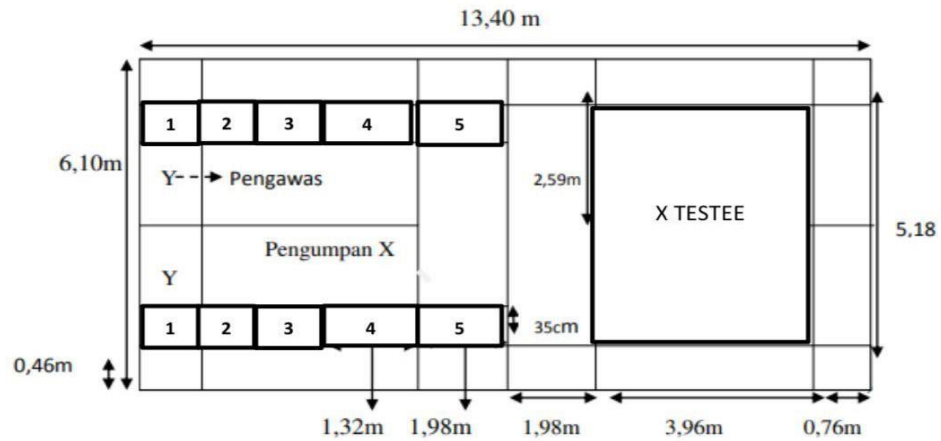 13,40 m
1 2 3 4 5
6,10m
Y
Pengawas
2,59m
X TESTEE
5,18
Pengumpan X
Y
1 2 3 4 5
35cm
0,46m
1,32m 1,98m 1,98m 3,96m 0,76m